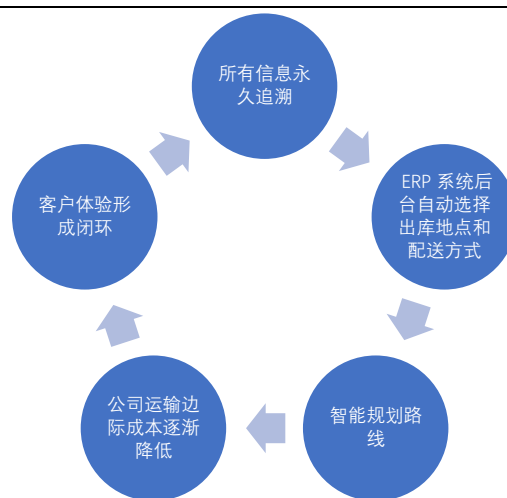 所有信息永
久追溯
ERP 系统后
台自动选择
出库地点和
配送方式
智能规划路
线
公司运输边
际成本逐渐
降低
客户体验形
成闭环